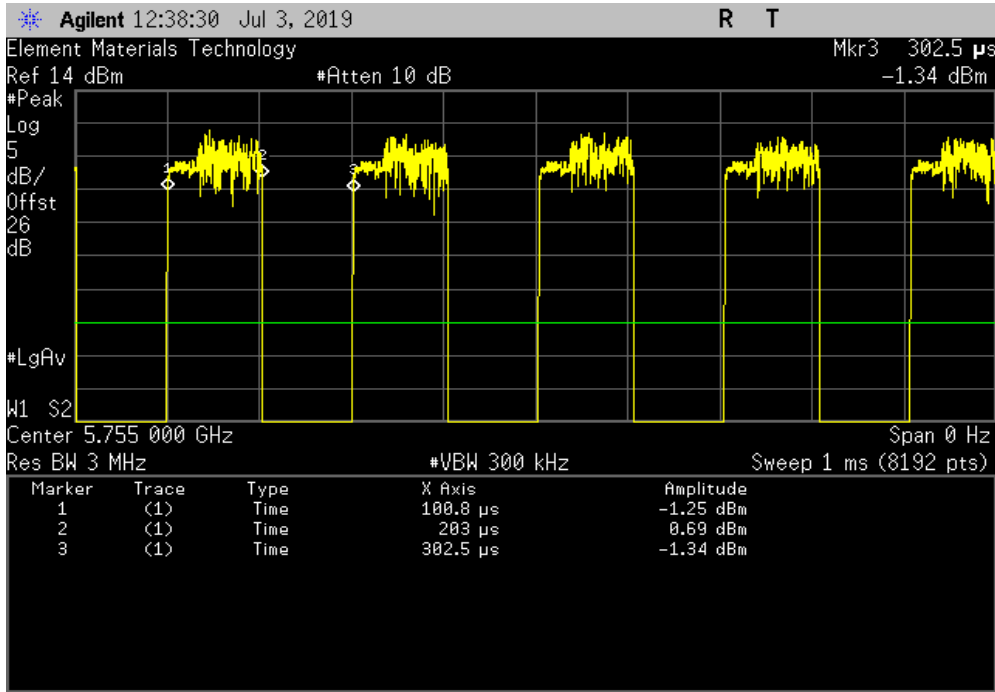 Agilent 12:38:30 Jul 3, 2019 R T
Element Materials Technology Mkr3 302.5 µs
Ref 14 dBm #Atten 10 dB -1.34 dBm
#Peak
Log
5
dB/
Offst
26
dB
1 2 3
#LgAv
W1 S2
Center 5.755 000 GHz Span 0 Hz
Res BW 3 MHz #VBW 300 kHz Sweep 1 ms (8192 pts)
Marker Trace Type X Axis Amplitude
1 (1) Time 100.8 µs -1.25 dBm
2 (1) Time 203 µs 0.69 dBm
3 (1) Time 302.5 µs -1.34 dBm